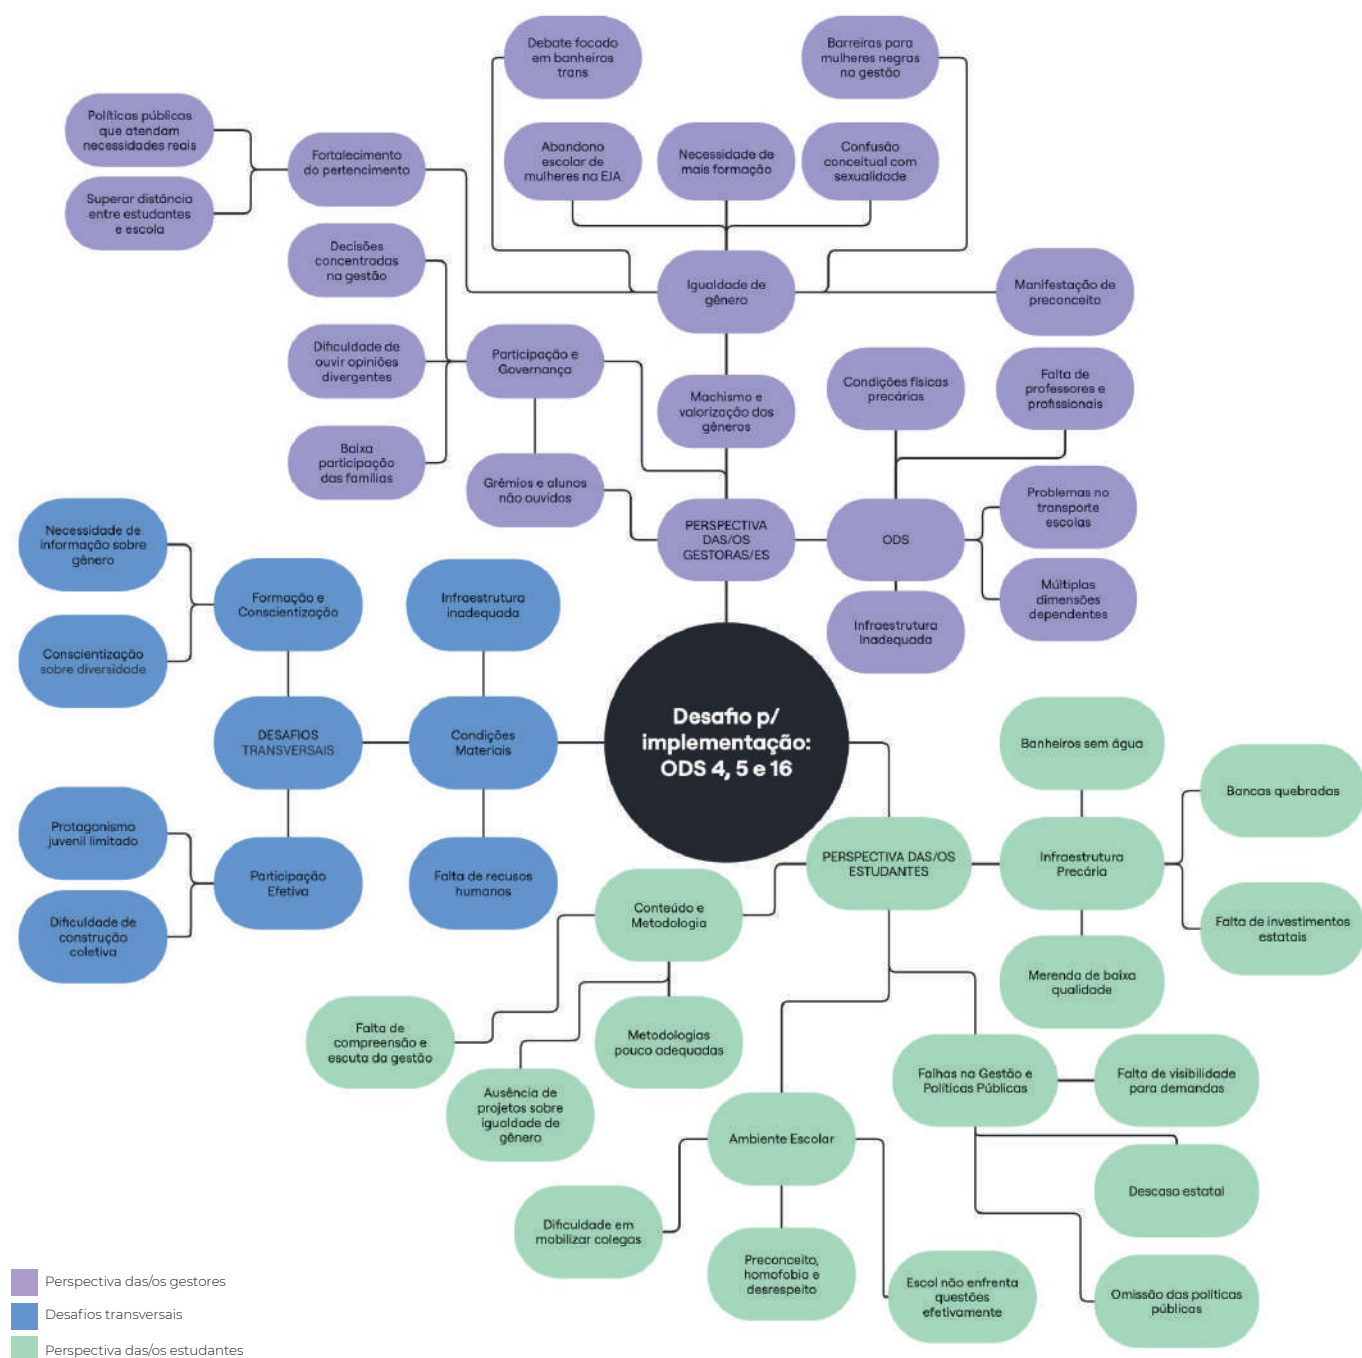 Debate focado
em banheiros
trans
Barreiras para
mulheres negras
na gestão
Políticas públicas
que atendam
necessidades reais
Fortalecimento
do pertencimento
Abandono
escolar de
mulheres na EJA
Necessidade de
mais formação
Confusão
conceitual com
sexualidade
Superar distância
entre estudantes
e escola
Decisões
concentradas
na gestão
Igualdade de
gênero
Manifestação de
preconceito
Dificuldade de
ouvir opiniões
divergentes
Participação e
Governança
Machismo e
valorização dos
gêneros
Condições físicas
precárias
Falta de
professores e
profissionais
Baixa
participação
das famílias
Grêmios e alunos
não ouvidos
PERSPECTIVA
DAS/OS
GESTORAS/ES
ODS
Problemas no
transporte
escolas
Múltiplas
dimensões
dependentes
Infraestrutura
Inadequada
Necessidade de
informação sobre
gênero
Formação e
Conscientização
Infraestrutura
inadequada
Conscientização
sobre diversidade
DESAFIOS
TRANSVERSAIS
Condições
Materiais
Desafio p/
implementação:
ODS 4, 5 e 16
Protagonismo
juvenil limitado
Participação
Efetiva
Falta de recusos
humanos
Dificuldade de
construção
coletiva
Banheiros sem água
Bancas quebradas
PERSPECTIVA DAS/OS
ESTUDANTES
Infraestrutura
Precária
Falta de investimentos
estatais
Merenda de baixa
qualidade
Conteúdo e
Metodologia
Falta de
compreensão e
escuta da gestão
Metodologias
pouco adequadas
Ausência de
projetos sobre
igualdade de
gênero
Falhas na Gestão e
Políticas Públicas
Falta de visibilidade
para demandas
Ambiente Escolar
Descaso estatal
Dificuldade em
mobilizar colegas
Preconceito,
homofobia e
desrespeito
Escol não enfrenta
questões
efetivamente
Omissão das políticas
públicas
Perspectiva das/os gestores
Desafios transversais
Perspectiva das/os estudantes